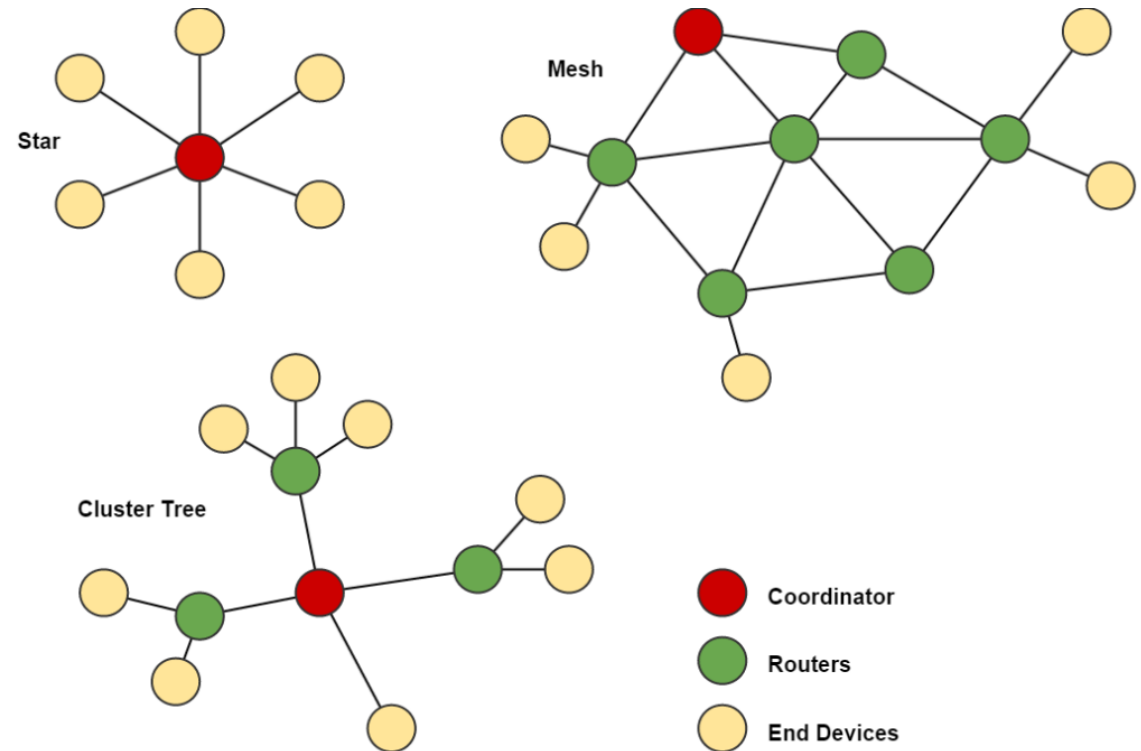 Star
Mesh
Cluster Tree
Coordinator
Routers
End Devices